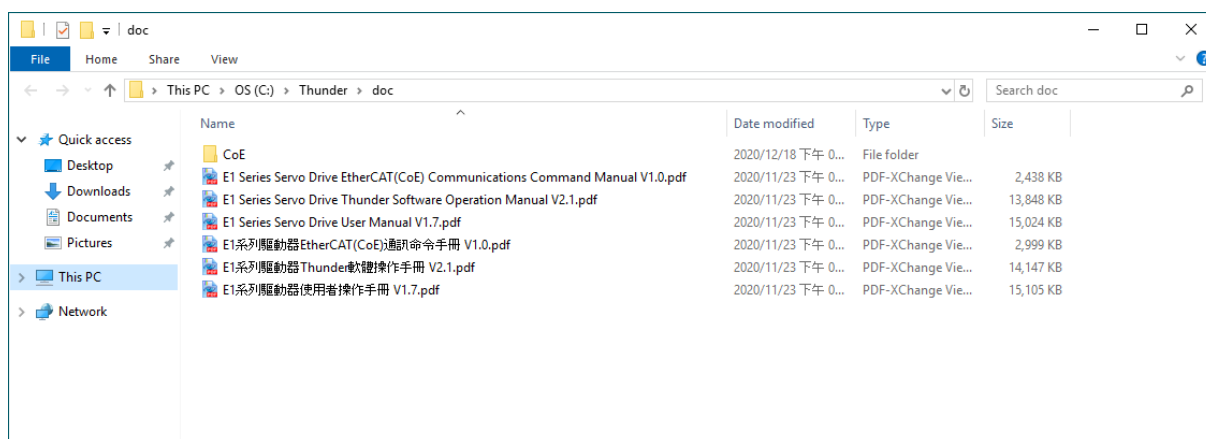 doc
File Home Share View
This PC > OS (C:) > Thunder > doc
Search doc
Name Date modified Type Size
Quick access
Desktop
Downloads
Documents
Pictures
This PC
Network
CoE 2020/12/18 下午 0... File folder
E1 Series Servo Drive EtherCAT(CoE) Communications Command Manual V1.0.pdf 2020/11/23 下午 0... PDF-XChange Vie... 2,438 KB
E1 Series Servo Drive Thunder Software Operation Manual V2.1.pdf 2020/11/23 下午 0... PDF-XChange Vie... 13,848 KB
E1 Series Servo Drive User Manual V1.7.pdf 2020/11/23 下午 0... PDF-XChange Vie... 15,024 KB
E1系列驅動器EtherCAT(CoE)通訊命令手冊 V1.0.pdf 2020/11/23 下午 0... PDF-XChange Vie... 2,999 KB
E1系列驅動器Thunder軟體操作手冊 V2.1.pdf 2020/11/23 下午 0... PDF-XChange Vie... 14,147 KB
E1系列驅動器使用者操作手冊 V1.7.pdf 2020/11/23 下午 0... PDF-XChange Vie... 15,105 KB